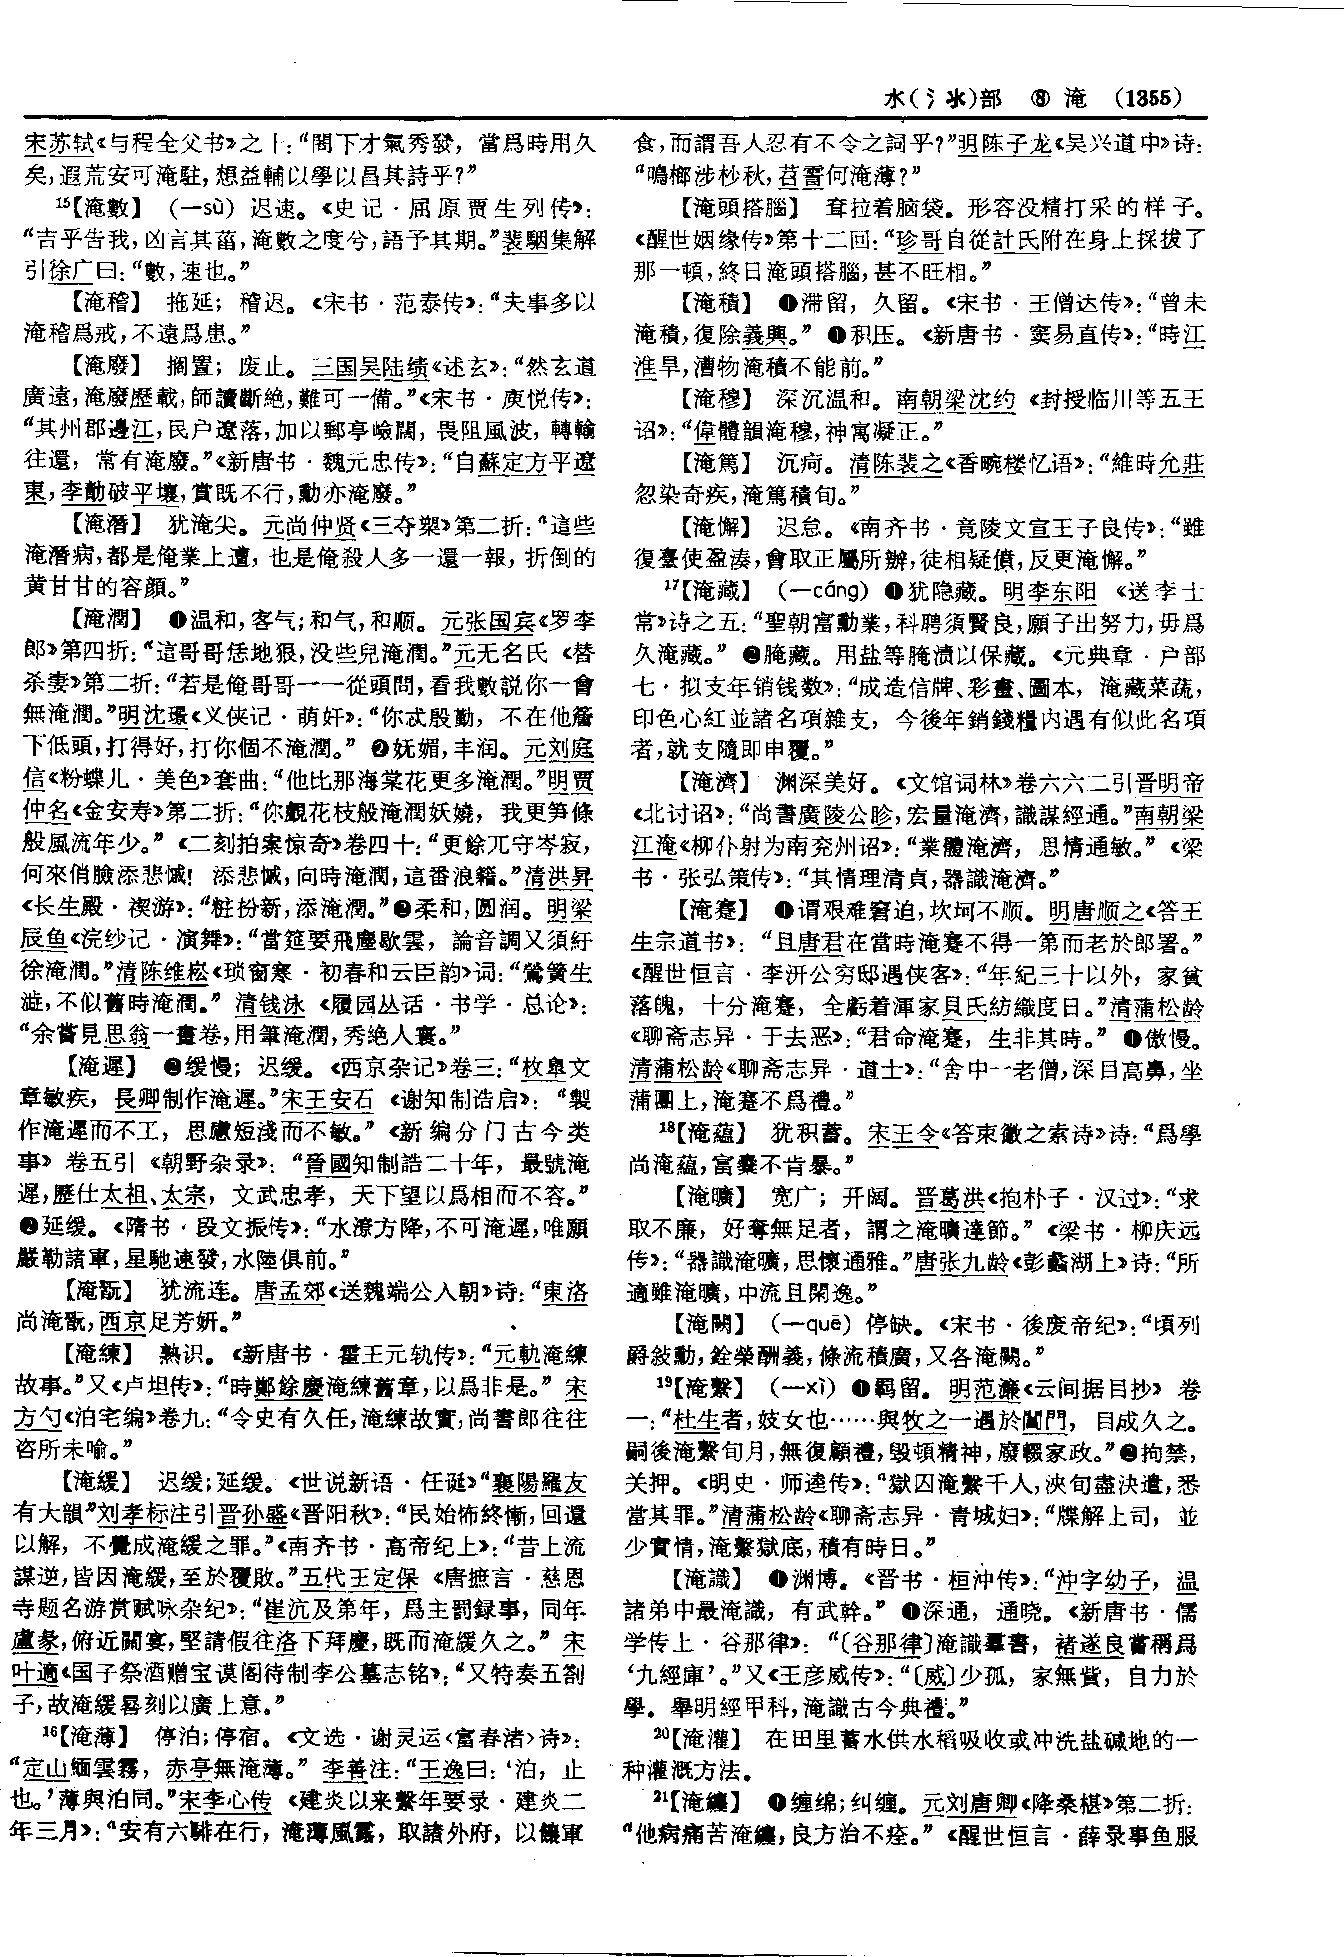 水(氵氺)部 ⑧ 淹 (1355)
宋苏轼《与程全父书》之十：“閣下才氣秀發，當爲時用久
矣，遐荒安可淹駐，想益輔以學以昌其詩乎？”
15【淹數】 (—sù) 迟速。《史记·屈原贾生列传》：
“吉乎告我，凶言其菑，淹數之度兮，語予其期。”裴駰集解
引徐广曰：“數，速也。”
【淹稽】 拖延；稽迟。《宋书·范泰传》：“夫事多以
淹稽爲戒，不遠爲患。”
【淹廢】 搁置；废止。三国吴陆绩《述玄》：“然玄道
廣遠，淹廢歷載，師讀斷絶，難可一備。”《宋书·庾悦传》：
“其州郡邊江，民户遼落，加以郵亭嶮闊，畏阻風波，轉輸
往還，常有淹廢。”《新唐书·魏元忠传》：“自蘇定方平遼
東，李勣破平壤，賞既不行，勳亦淹廢。”
【淹潛】 犹淹尖。元尚仲贤《三夺槊》第二折：“這些
淹潛病，都是俺業上遭，也是俺殺人多一還一報，折倒的
黄甘甘的容顔。”
【淹潤】 ❶温和，客气；和气，和顺。元张国宾《罗李
郎》第四折：“這哥哥恁地狠，没些兒淹潤。”元无名氏《替
杀妻》第二折：“若是俺哥哥一一從頭問，看我數説你一會
無淹潤。”明沈璟《义侠记·萌奸》：“你忒殷勤，不在他簷
下低頭，打得好，打你個不淹潤。” ❷妩媚，丰润。元刘庭
信《粉蝶儿·美色》套曲：“他比那海棠花更多淹潤。”明贾
仲名《金安寿》第二折：“你覷花枝般淹潤妖嬈，我更笋條
般風流年少。” 《二刻拍案惊奇》卷四十：“更餘兀守岑寂，
何來俏臉添悲慽！添悲慽，向時淹潤，這番浪籍。”清洪昇
《长生殿·禊游》：“粧扮新，添淹潤。”❸柔和，圆润。明梁
辰鱼《浣纱记·演舞》：“當筵要飛塵歇雲，論音調又須紆
徐淹潤。”清陈维崧《琐窗寒·初春和云臣韵》词：“鶯簧生
澁，不似舊時淹潤。” 清钱泳《履园丛话·书学·总论》：
“余嘗見思翁一畫卷，用筆淹潤，秀絶人寰。”
【淹遲】 ❶缓慢；迟缓。《西京杂记》卷三：“枚臯文
章敏疾，長卿制作淹遲。”宋王安石《谢知制诰启》：“製
作淹遲而不工，思慮短淺而不敏。”《新编分门古今类
事》卷五引《朝野杂录》：“晉國知制誥二十年，最號淹
遲，歷仕太祖、太宗，文武忠孝，天下望以爲相而不容。”
❷延缓。《隋书·段文振传》：“水潦方降，不可淹遲，唯願
嚴勒諸軍，星馳速發，水陸俱前。”
【淹翫】 犹流连。唐孟郊《送魏端公入朝》诗：“東洛
尚淹翫，西京足芳妍。”
【淹練】 熟识。《新唐书·霍王元轨传》：“元軌淹練
故事。”又《卢坦传》：“時鄭餘慶淹練舊章，以爲非是。” 宋
方勺《泊宅编》卷九：“令史有久任，淹練故實，尚書郎往往
咨所未喻。”
【淹緩】 迟缓；延缓。《世说新语·任诞》“襄陽羅友
有大韻”刘孝标注引晋孙盛《晋阳秋》：“民始怖終慚，回還
以解，不覺成淹緩之罪。”《南齐书·高帝纪上》：“昔上流
謀逆，皆因淹緩，至於覆敗。”五代王定保《唐摭言·慈恩
寺题名游赏赋咏杂纪》：“崔沆及第年，爲主罰録事，同年
盧彖，俯近關宴，堅請假往洛下拜慶，既而淹緩久之。” 宋
叶適《国子祭酒赠宝谟阁待制李公墓志铭》：“又特奏五劄
子，故淹緩晷刻以廣上意。”
16【淹薄】 停泊；停宿。《文选·谢灵运〈富春渚〉诗》：
“定山緬雲霧，赤亭無淹薄。” 李善注：“王逸曰：‘泊，止
也。’薄與泊同。”宋李心传《建炎以来繫年要录·建炎二
年三月》：“安有六騑在行，淹薄風露，取諸外府，以饟軍
食，而謂吾人忍有不令之詞乎？”明陈子龙《吴兴道中》诗：
“鳴榔涉杪秋，苕霅何淹薄？”
【淹頭搭腦】 耷拉着脑袋。形容没精打采的样子。
《醒世姻缘传》第十二回：“珍哥自從計氏附在身上採拔了
那一頓，終日淹頭搭腦，甚不旺相。”
【淹積】 ❶滞留，久留。《宋书·王僧达传》：“曾未
淹積，復除義興。” ❶积压。《新唐书·窦易直传》：“時江
淮旱，漕物淹積不能前。”
【淹穆】 深沉温和。南朝梁沈约《封授临川等五王
诏》：“偉體韻淹穆，神寓凝正。”
【淹篤】 沉疴。清陈裴之《香畹楼忆语》：“維時允莊
忽染奇疾，淹篤積旬。”
【淹懈】 迟怠。《南齐书·竟陵文宣王子良传》：“雖
復臺使盈湊，會取正屬所辦，徒相疑僨，反更淹懈。”
17【淹藏】 (—cáng) ❶犹隐藏。明李东阳《送李士
常》诗之五：“聖朝富勳業，科聘須賢良，願子出努力，毋爲
久淹藏。” ❷腌藏。用盐等腌渍以保藏。《元典章·户部
七·拟支年销钱数》：“成造信牌、彩畫、圖本，淹藏菜蔬，
印色心紅並諸名項雜支，今後年銷錢糧内遇有似此名項
者，就支隨即申覆。”
【淹濟】 渊深美好。《文馆词林》卷六六二引晋明帝
《北讨诏》：“尚書廣陵公眕，宏量淹濟，識謀經通。”南朝梁
江淹《柳仆射为南兖州诏》：“業體淹濟，思情通敏。” 《梁
书·张弘策传》：“其情理清貞，器識淹濟。”
【淹蹇】 ❶谓艰难窘迫，坎坷不顺。明唐顺之《答王
生宗道书》：“且唐君在當時淹蹇不得一第而老於郎署。”
《醒世恒言·李汧公穷邸遇侠客》：“年紀三十以外，家貧
落魄，十分淹蹇，全虧着渾家貝氏紡織度日。”清蒲松龄
《聊斋志异·于去恶》：“君命淹蹇，生非其時。” ❶傲慢。
清蒲松龄《聊斋志异·道士》：“舍中一老僧，深目高鼻，坐
蒲團上，淹蹇不爲禮。”
18【淹蘊】 犹积蓄。宋王令《答束徽之索诗》诗：“爲學
尚淹蘊，富囊不肯暴。”
【淹曠】 宽广；开阔。晋葛洪《抱朴子·汉过》：“求
取不廉，好奪無足者，謂之淹曠達節。”《梁书·柳庆远
传》：“器識淹曠，思懷通雅。”唐张九龄《彭蠡湖上》诗：“所
適雖淹曠，中流且閑逸。”
【淹闕】 (—quē) 停缺。《宋书·後废帝纪》：“頃列
爵敍勳，銓榮酬義，條流積廣，又各淹闕。”
19【淹繫】 (—xì) ❶羁留。明范濂《云间据目抄》卷
一：“杜生者，妓女也……與牧之一遇於閶門，目成久之。
嗣後淹繫旬月，無復顧禮，毁頓精神，廢輟家政。”❷拘禁，
关押。《明史·师逵传》：“獄囚淹繫千人，浹旬盡決遣，悉
當其罪。”清蒲松龄《聊斋志异·青城妇》：“牒解上司，並
少實情，淹繫獄底，積有時日。”
【淹識】 ❶渊博。《晋书·桓冲传》：“沖字幼子，温
諸弟中最淹識，有武幹。” ❶深通，通晓。《新唐书·儒
学传上·谷那律》：“〔谷那律〕淹識羣書，褚遂良嘗稱爲
‘九經庫’。”又《王彦威传》：“〔威〕少孤，家無貲，自力於
學。舉明經甲科，淹識古今典禮。”
20【淹灌】 在田里蓄水供水稻吸收或冲洗盐碱地的一
种灌溉方法。
21【淹纏】 ❶缠绵；纠缠。元刘唐卿《降桑椹》第二折：
“他病痛苦淹纏，良方治不痊。”《醒世恒言·薛录事鱼服